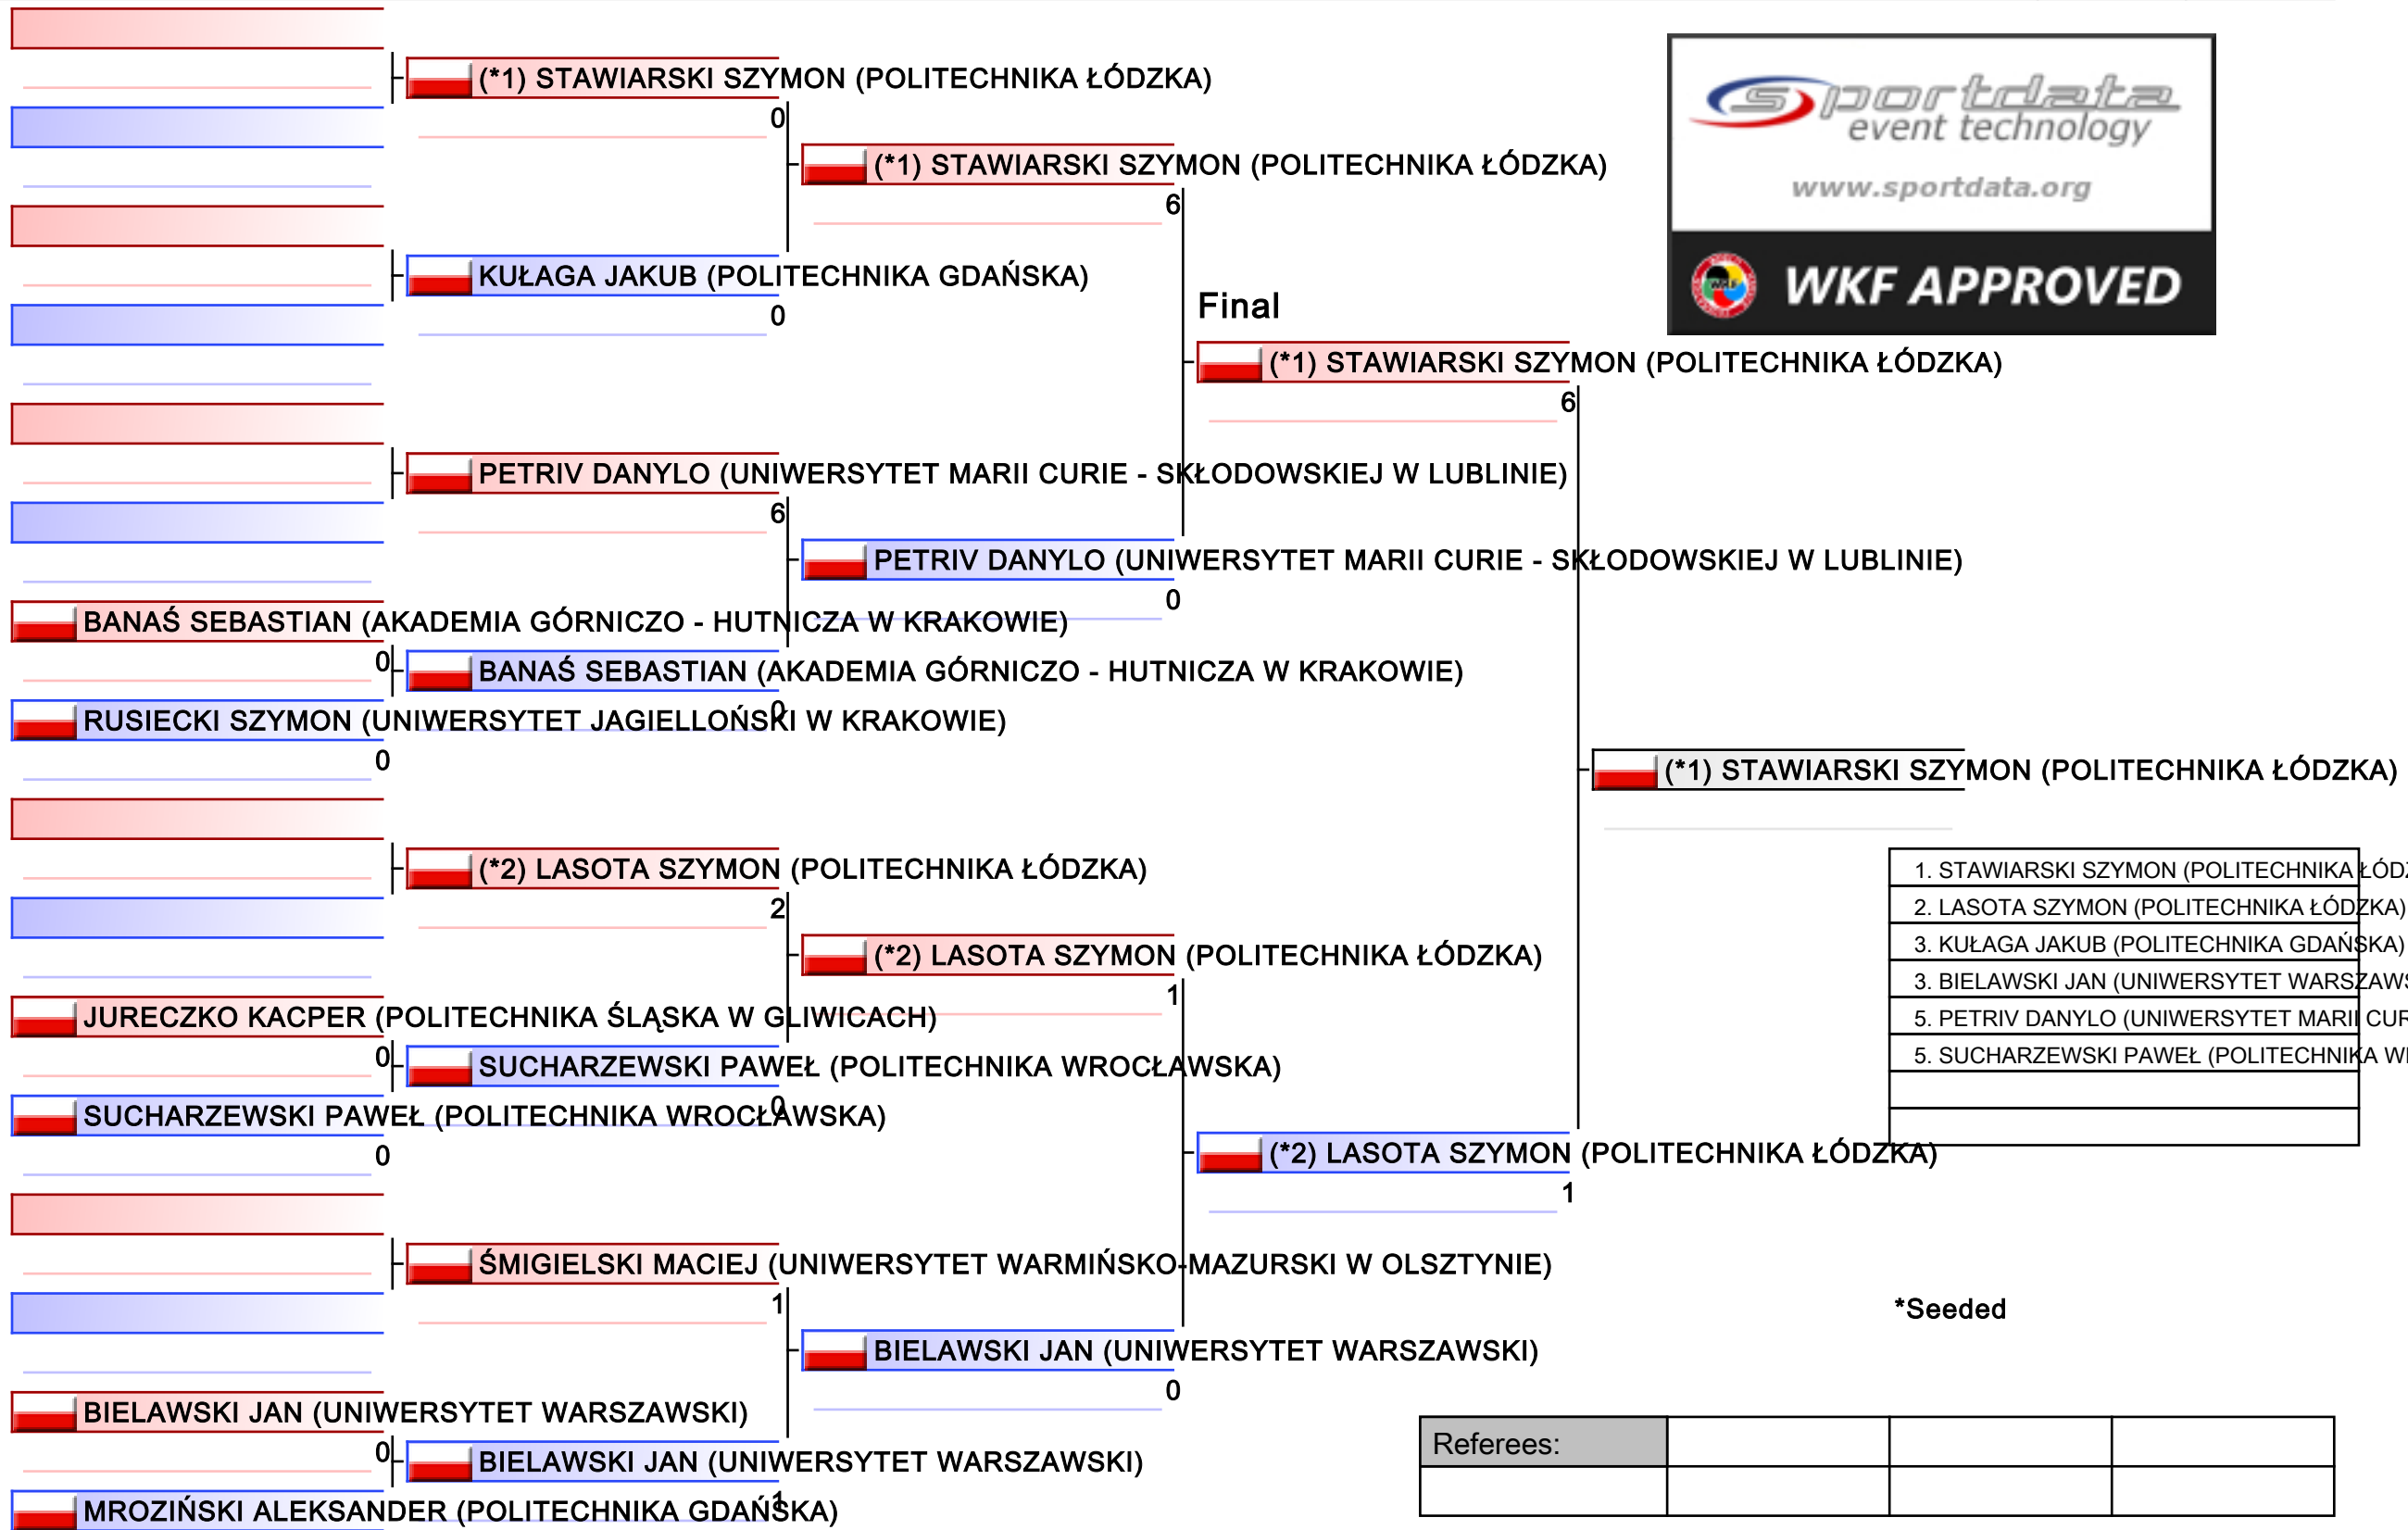 (*1) STAWIARSKI SZYMON (POLITECHNIKA ŁÓDZKA)
0
KUŁAGA JAKUB (POLITECHNIKA GDAŃSKA)
0
PETRIV DANYLO (UNIWERSYTET MARII CURIE - SKŁODOWSKIEJ W LUBLINIE)
6
BANAŚ SEBASTIAN (AKADEMIA GÓRNICZO - HUTNICZA W KRAKOWIE)
0
BANAŚ SEBASTIAN (AKADEMIA GÓRNICZO - HUTNICZA W KRAKOWIE)
0
RUSIECKI SZYMON (UNIWERSYTET JAGIELLOŃSKI W KRAKOWIE)
0
(*2) LASOTA SZYMON (POLITECHNIKA ŁÓDZKA)
2
JURECZKO KACPER (POLITECHNIKA ŚLĄSKA W GLIWICACH)
0
SUCHARZEWSKI PAWEŁ (POLITECHNIKA WROCŁAWSKA)
0
SUCHARZEWSKI PAWEŁ (POLITECHNIKA WROCŁAWSKA)
0
ŚMIGIELSKI MACIEJ (UNIWERSYTET WARMIŃSKO-MAZURSKI W OLSZTYNIE)
1
BIELAWSKI JAN (UNIWERSYTET WARSZAWSKI)
0
BIELAWSKI JAN (UNIWERSYTET WARSZAWSKI)
1
MROZIŃSKI ALEKSANDER (POLITECHNIKA GDAŃSKA)
(*1) STAWIARSKI SZYMON (POLITECHNIKA ŁÓDZKA)
6
PETRIV DANYLO (UNIWERSYTET MARII CURIE - SKŁODOWSKIEJ W LUBLINIE)
0
(*2) LASOTA SZYMON (POLITECHNIKA ŁÓDZKA)
1
BIELAWSKI JAN (UNIWERSYTET WARSZAWSKI)
0
Final
(*1) STAWIARSKI SZYMON (POLITECHNIKA ŁÓDZKA)
6
(*2) LASOTA SZYMON (POLITECHNIKA ŁÓDZKA)
1
(*1) STAWIARSKI SZYMON (POLITECHNIKA ŁÓDZKA)
sportdata
event technology
www.sportdata.org
WKF APPROVED
1. STAWIARSKI SZYMON (POLITECHNIKA ŁÓDZ
2. LASOTA SZYMON (POLITECHNIKA ŁÓDZKA)
3. KUŁAGA JAKUB (POLITECHNIKA GDAŃSKA)
3. BIELAWSKI JAN (UNIWERSYTET WARSZAWS
5. PETRIV DANYLO (UNIWERSYTET MARII CUR
5. SUCHARZEWSKI PAWEŁ (POLITECHNIKA W
*Seeded
Referees: